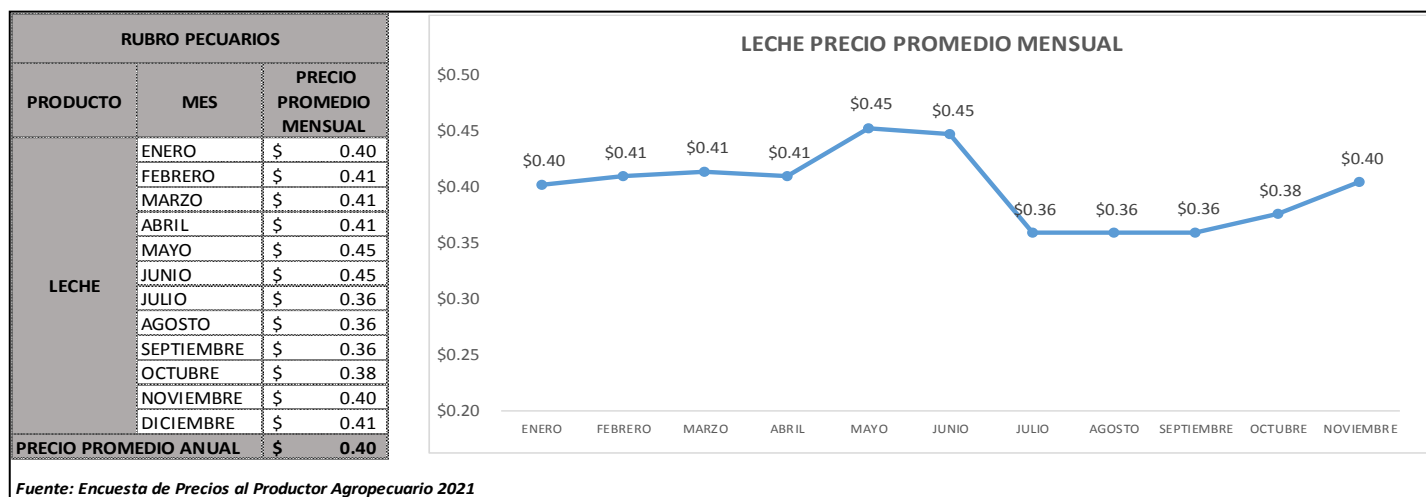 RUBRO PECUARIOS
PRODUCTO MES PRECIO PROMEDIO MENSUAL
LECHE
ENERO $ 0.40
FEBRERO $ 0.41
MARZO $ 0.41
ABRIL $ 0.41
MAYO $ 0.45
JUNIO $ 0.45
JULIO $ 0.36
AGOSTO $ 0.36
SEPTIEMBRE $ 0.36
OCTUBRE $ 0.38
NOVIEMBRE $ 0.40
DICIEMBRE $ 0.41
PRECIO PROMEDIO ANUAL $ 0.40
LECHE PRECIO PROMEDIO MENSUAL
$0.50
$0.45
$0.40
$0.35
$0.30
$0.25
$0.20
$0.40 $0.41 $0.41 $0.41 $0.45 $0.45 $0.36 $0.36 $0.36 $0.38 $0.40
ENERO FEBRERO MARZO ABRIL MAYO JUNIO JULIO AGOSTO SEPTIEMBRE OCTUBRE NOVIEMBRE
Fuente: Encuesta de Precios al Productor Agropecuario 2021